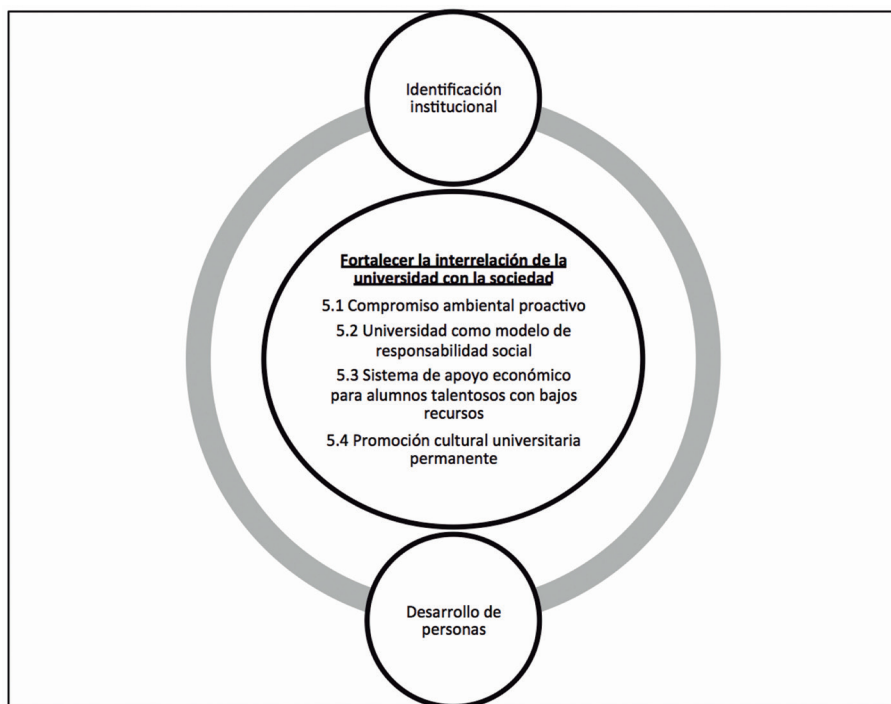 Identificación
institucional
Fortalecer la interrelación de la
universidad con la sociedad
5.1 Compromiso ambiental proactivo
5.2 Universidad como modelo de
responsabilidad social
5.3 Sistema de apoyo económico
para alumnos talentosos con bajos
recursos
5.4 Promoción cultural universitaria
permanente
Desarrollo de
personas